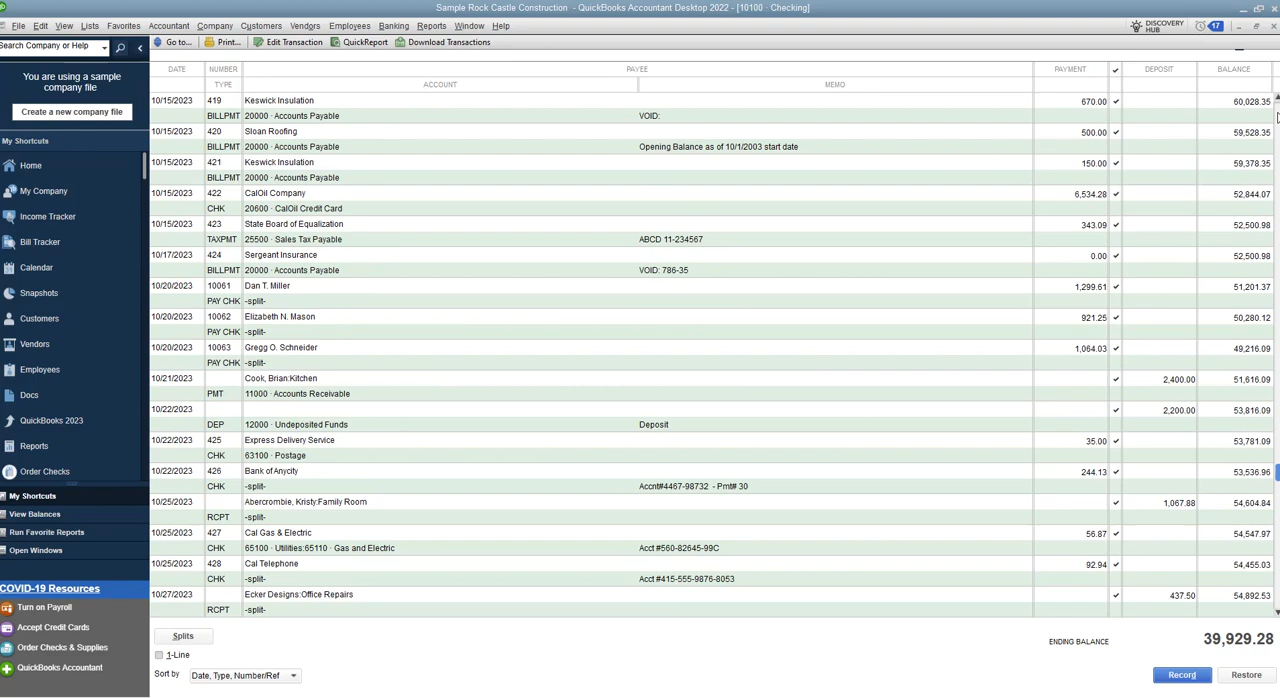 Sample Rock Castle Construction - QuickBooks Accountant Desktop 2022 - [10100 · Checking]
File Edit View Lists Favorites Accountant Company Customers Vendors Employees Banking Reports Window Help
DISCOVERY HUB 17
Search Company or Help
Go to... Print... Edit Transaction QuickReport Download Transactions
You are using a sample company file
Create a new company file
My Shortcuts
Home
My Company
Income Tracker
Bill Tracker
Calendar
Snapshots
Customers
Vendors
Employees
Docs
QuickBooks 2023
Reports
Order Checks
My Shortcuts
View Balances
Run Favorite Reports
Open Windows
COVID-19 Resources
Turn on Payroll
Accept Credit Cards
Order Checks & Supplies
QuickBooks Accountant
DATE NUMBER PAYEE PAYMENT ✓ DEPOSIT BALANCE
TYPE ACCOUNT MEMO
10/15/2023 419 Keswick Insulation 670.00 ✓ 60,028.35
BILLPMT 20000 · Accounts Payable VOID:
10/15/2023 420 Sloan Roofing 500.00 ✓ 59,528.35
BILLPMT 20000 · Accounts Payable Opening Balance as of 10/1/2003 start date
10/15/2023 421 Keswick Insulation 150.00 ✓ 59,378.35
BILLPMT 20000 · Accounts Payable
10/15/2023 422 CalOil Company 6,534.28 ✓ 52,844.07
CHK 20600 · CalOil Credit Card
10/15/2023 423 State Board of Equalization 343.09 ✓ 52,500.98
TAXPMT 25500 · Sales Tax Payable ABCD 11-234567
10/17/2023 424 Sergeant Insurance 0.00 ✓ 52,500.98
BILLPMT 20000 · Accounts Payable VOID: 786-35
10/20/2023 10061 Dan T. Miller 1,299.61 ✓ 51,201.37
PAY CHK -split-
10/20/2023 10062 Elizabeth N. Mason 921.25 ✓ 50,280.12
PAY CHK -split-
10/20/2023 10063 Gregg O. Schneider 1,064.03 ✓ 49,216.09
PAY CHK -split-
10/21/2023 Cook, Brian:Kitchen ✓ 2,400.00 51,616.09
PMT 11000 · Accounts Receivable
10/22/2023 ✓ 2,200.00 53,816.09
DEP 12000 · Undeposited Funds Deposit
10/22/2023 425 Express Delivery Service 35.00 ✓ 53,781.09
CHK 63100 · Postage
10/22/2023 426 Bank of Anycity 244.13 ✓ 53,536.96
CHK -split- Accnt#4467-98732 - Pmt# 30
10/25/2023 Abercrombie, Kristy:Family Room ✓ 1,067.88 54,604.84
RCPT -split-
10/25/2023 427 Cal Gas & Electric 56.87 ✓ 54,547.97
CHK 65100 · Utilities:65110 · Gas and Electric Acct #560-82645-99C
10/25/2023 428 Cal Telephone 92.94 ✓ 54,455.03
CHK -split- Acct #415-555-9876-8053
10/27/2023 Ecker Designs:Office Repairs ✓ 437.50 54,892.53
RCPT -split-
Splits
1-Line
ENDING BALANCE 39,929.28
Sort by Date, Type, Number/Ref
Record Restore